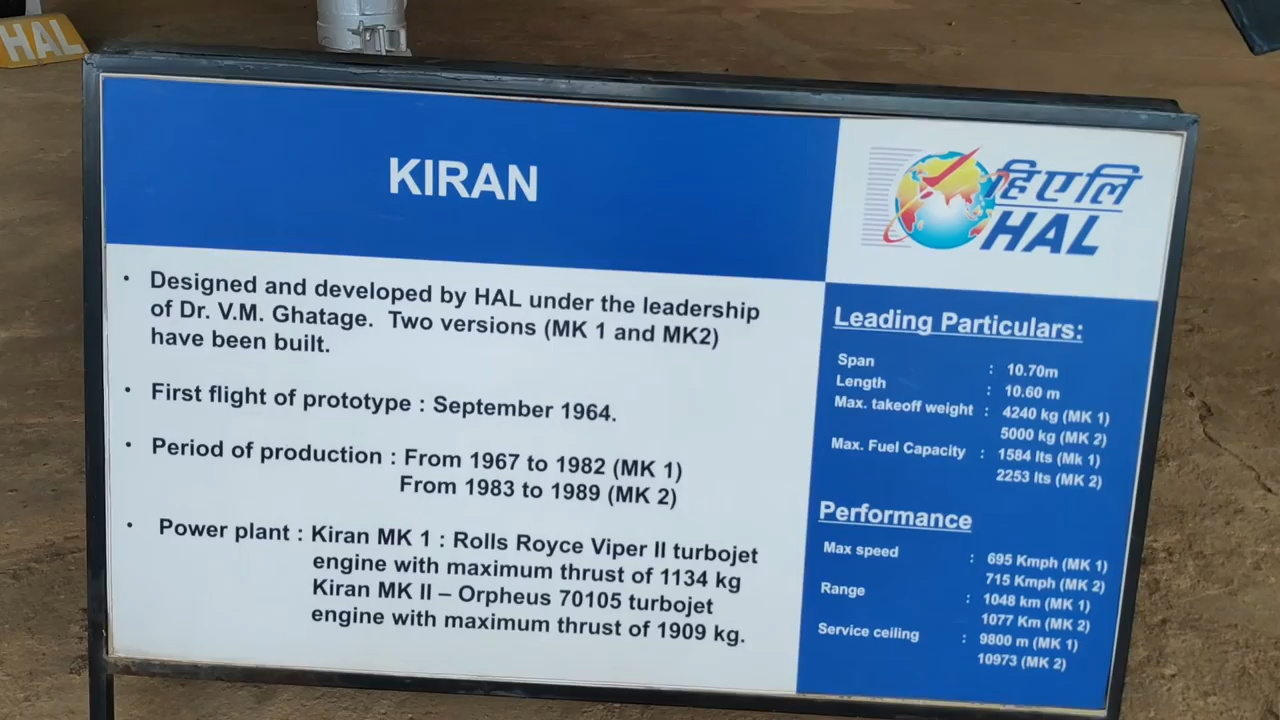 HAL
KIRAN
हिएलि
HAL
• Designed and developed by HAL under the leadership
of Dr. V.M. Ghatage. Two versions (MK 1 and MK2)
have been built.
• First flight of prototype : September 1964.
• Period of production : From 1967 to 1982 (MK 1)
From 1983 to 1989 (MK 2)
• Power plant : Kiran MK 1 : Rolls Royce Viper II turbojet
engine with maximum thrust of 1134 kg
Kiran MK II – Orpheus 70105 turbojet
engine with maximum thrust of 1909 kg.
Leading Particulars:
Span : 10.70m
Length : 10.60 m
Max. takeoff weight : 4240 kg (MK 1)
5000 kg (MK 2)
Max. Fuel Capacity : 1584 lts (Mk 1)
2253 lts (MK 2)
Performance
Max speed : 695 Kmph (MK 1)
715 Kmph (MK 2)
Range : 1048 km (MK 1)
1077 Km (MK 2)
Service ceiling : 9800 m (MK 1)
10973 (MK 2)